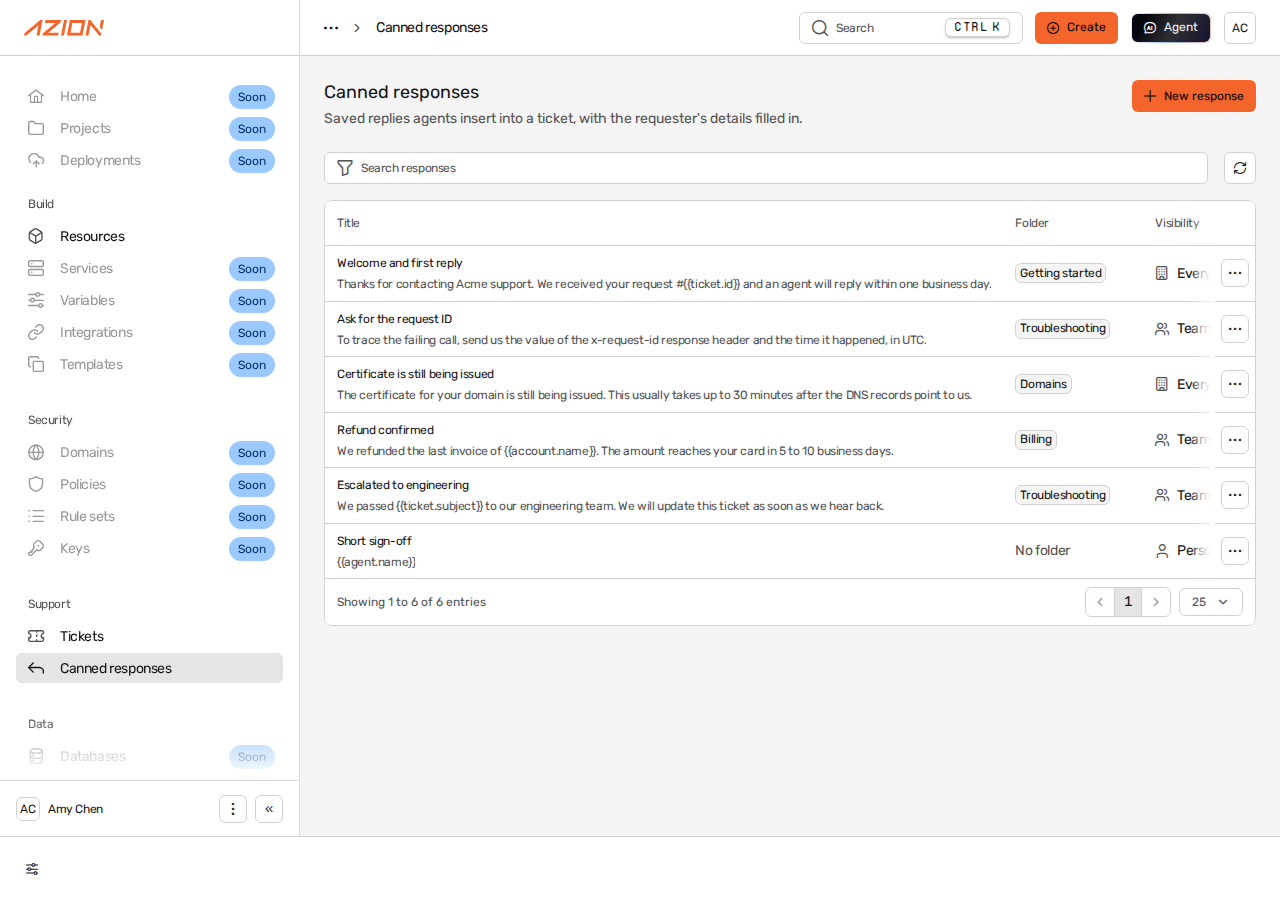 AZION
Canned responses
Search
CTRL K
Create
Agent
AC
Home
Soon
Projects
Soon
Deployments
Soon
Build
Resources
Services
Soon
Variables
Soon
Integrations
Soon
Templates
Soon
Security
Domains
Soon
Policies
Soon
Rule sets
Soon
Keys
Soon
Support
Tickets
Canned responses
Data
Databases
Soon
AC
Amy Chen
Canned responses
Saved replies agents insert into a ticket, with the requester's details filled in.
New response
Search responses
Title
Folder
Visibility
Welcome and first reply
Thanks for contacting Acme support. We received your request #{{ticket.id}} and an agent will reply within one business day.
Getting started
Every
Ask for the request ID
To trace the failing call, send us the value of the x-request-id response header and the time it happened, in UTC.
Troubleshooting
Team
Certificate is still being issued
The certificate for your domain is still being issued. This usually takes up to 30 minutes after the DNS records point to us.
Domains
Every
Refund confirmed
We refunded the last invoice of {{account.name}}. The amount reaches your card in 5 to 10 business days.
Billing
Team
Escalated to engineering
We passed {{ticket.subject}} to our engineering team. We will update this ticket as soon as we hear back.
Troubleshooting
Team
Short sign-off
{{agent.name}}
No folder
Perso
Showing 1 to 6 of 6 entries
1
25